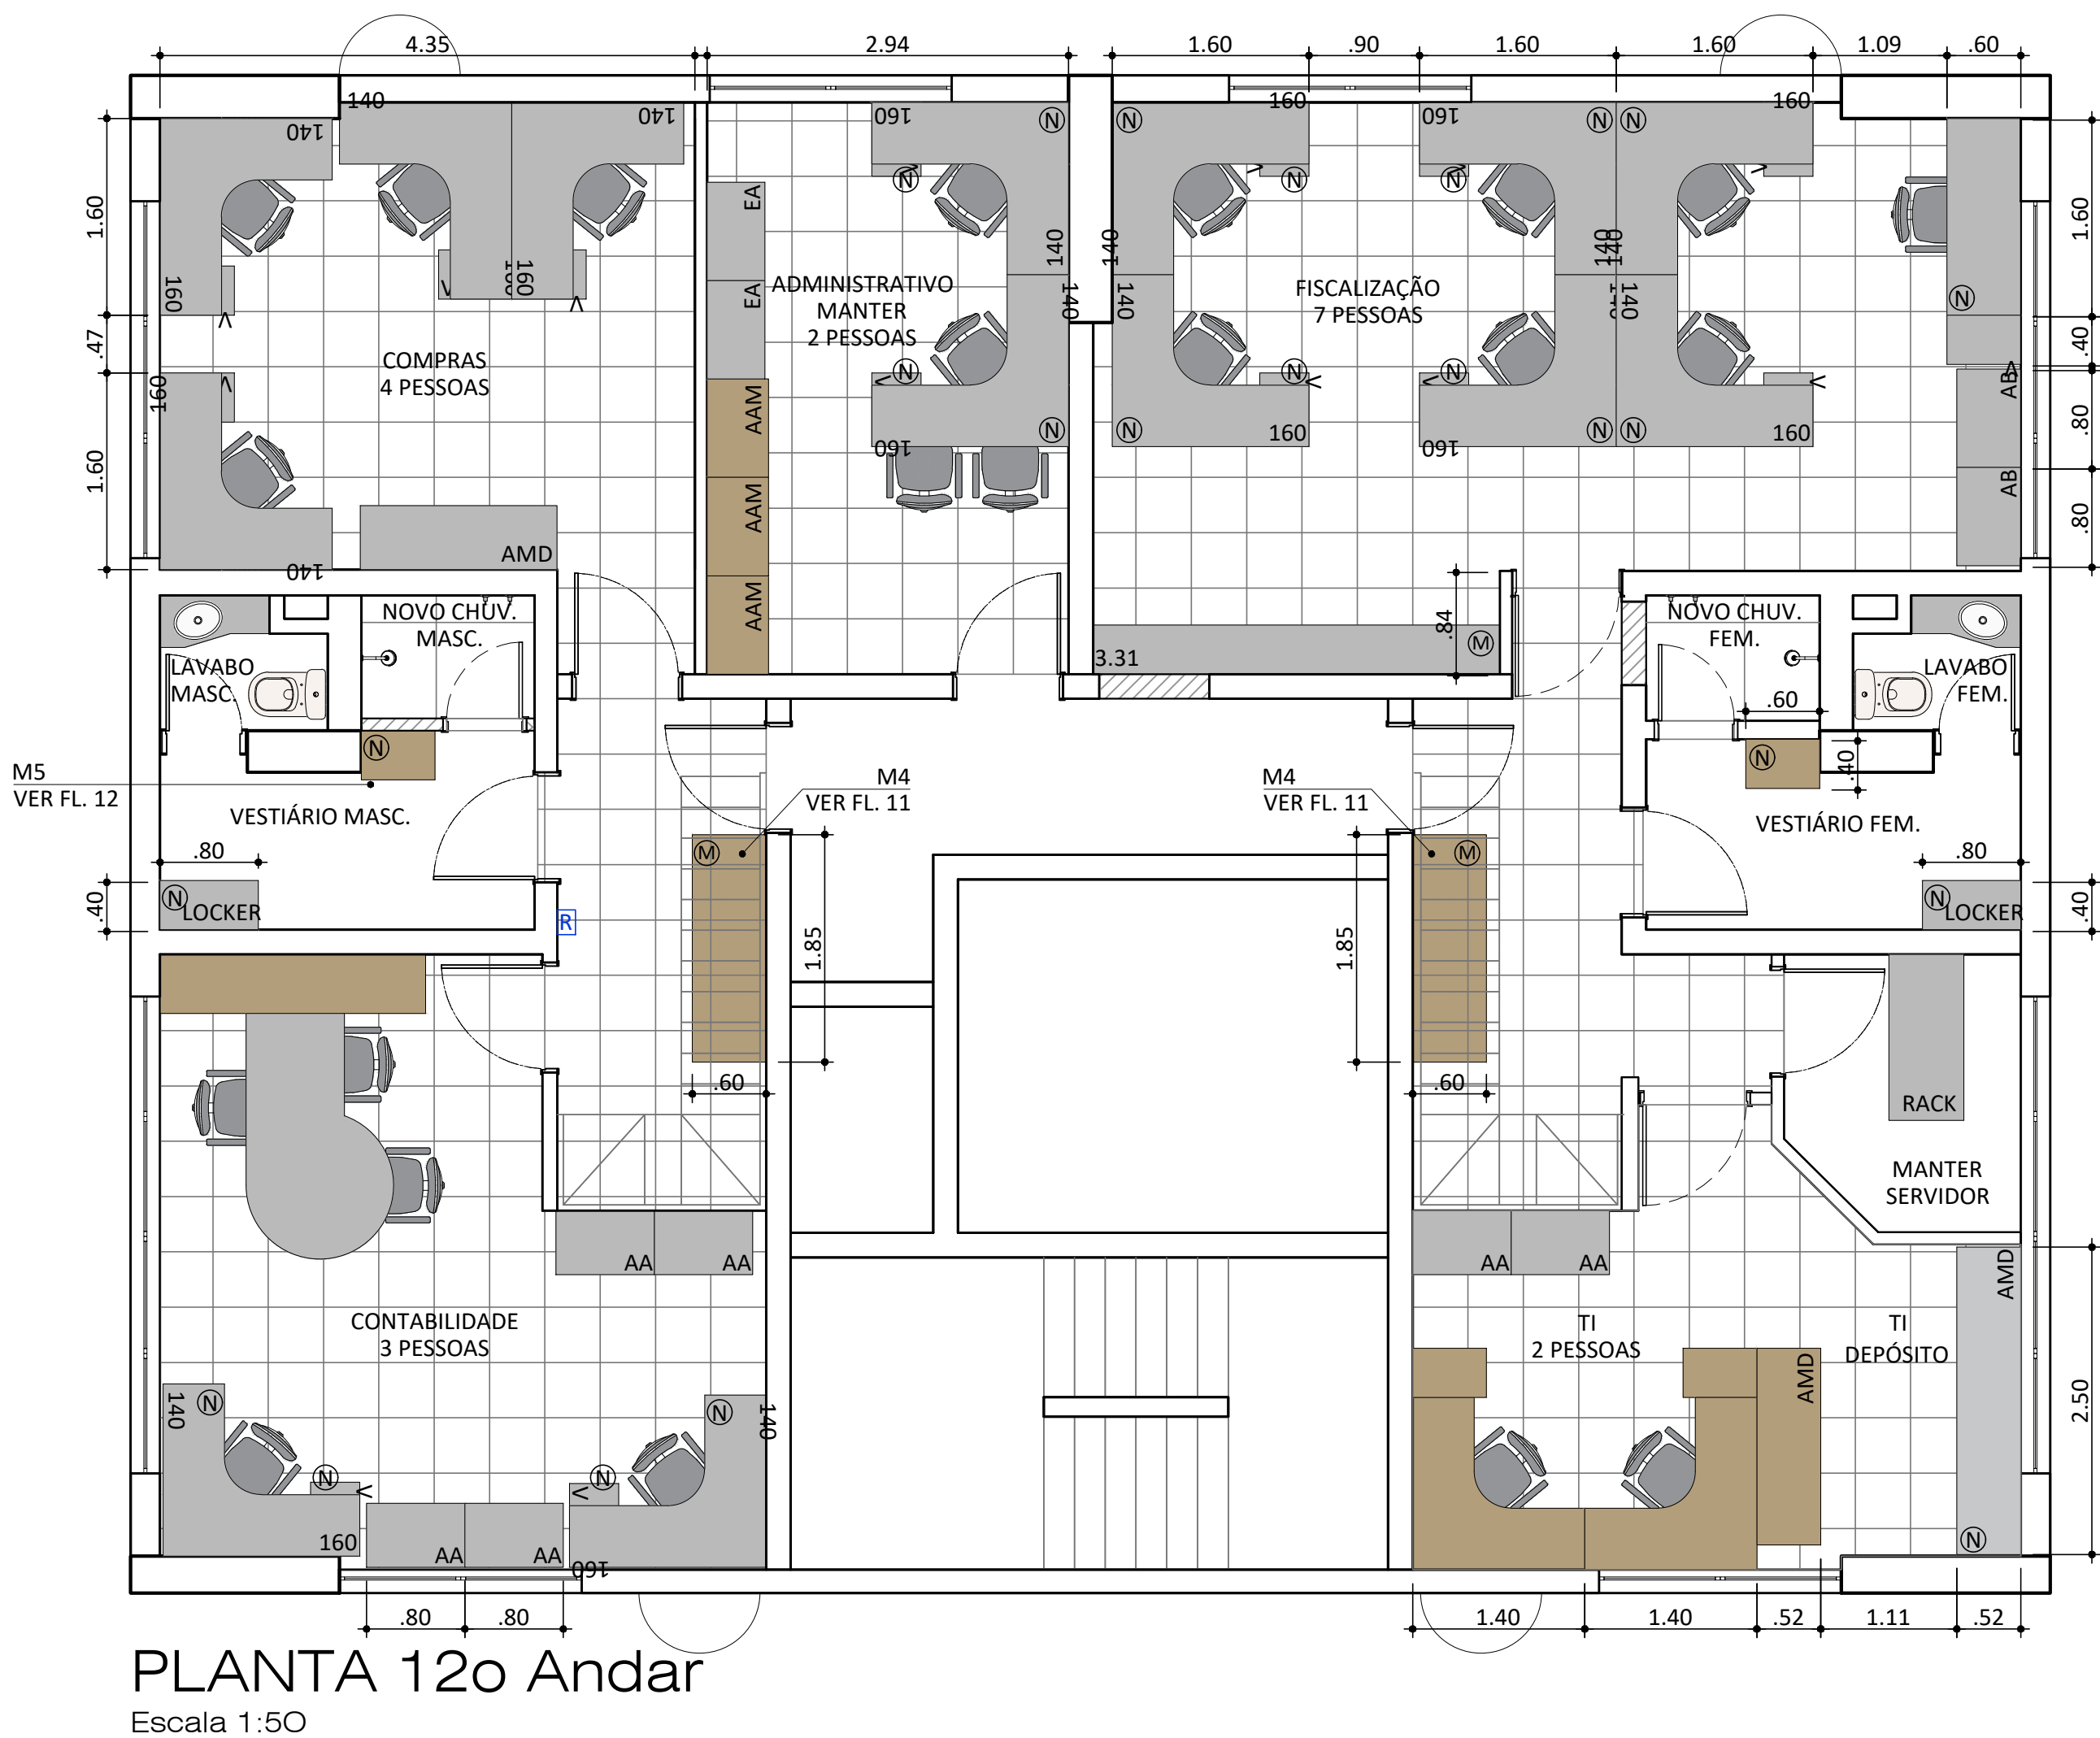 4.35
2.94
1.60
.90
1.60
1.60
1.09
.60
140
140
140
160
N
N
160
160
N
N
160
V
V
V
V
N
N
N
1.60
1.60
EA
EA
160
160
140
140
140
140
N
V
V
V
ADMINISTRATIVO
MANTER
2 PESSOAS
FISCALIZAÇÃO
7 PESSOAS
140
140
140
.47
.40
COMPRAS
4 PESSOAS
160
V
V
N
N
V
V
N
V
AB
AAM
.80
1.60
160
N
N
160
160
N
N
160
AAM
AB
.80
AMD
140
AAM
.84
NOVO CHUV.
MASC.
NOVO CHUV.
FEM.
LAVABO
MASC.
3.31
M
LAVABO
FEM.
.60
N
N
.40
M5
VER FL. 12
M4
VER FL. 11
M4
VER FL. 11
VESTIÁRIO MASC.
VESTIÁRIO FEM.
.80
M
M
.80
.40
N
LOCKER
R
1.85
1.85
N
LOCKER
.40
.60
.60
RACK
MANTER
SERVIDOR
AA
AA
AA
AA
AMD
CONTABILIDADE
3 PESSOAS
TI
2 PESSOAS
TI
DEPÓSITO
AMD
2.50
140
N
N
140
N
V
N
V
160
AA
AA
160
N
.80
.80
1.40
1.40
.52
1.11
.52
PLANTA 12o Andar
Escala 1:50